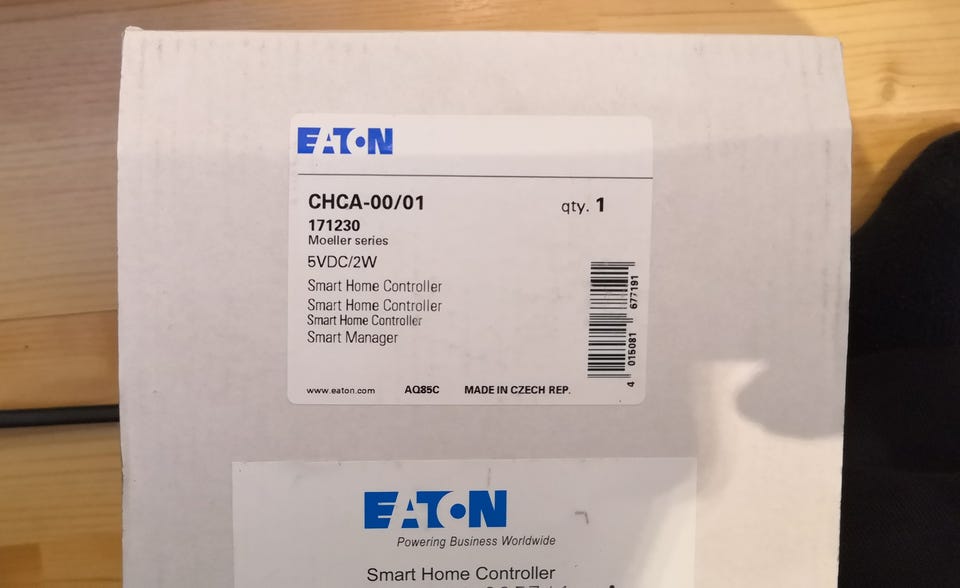 EATON
CHCA-00/01
qty. 1
171230
Moeller series
5VDC/2W
Smart Home Controller
Smart Home Controller
Smart Home Controller
Smart Manager
4 015081 677191
www.eaton.com AQ85C MADE IN CZECH REP.
EATON
Powering Business Worldwide
Smart Home Controller